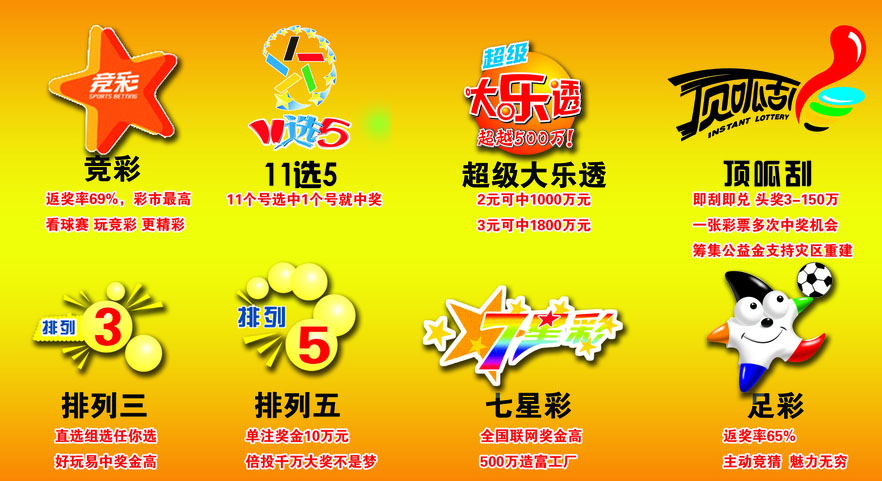 竞彩
SPORTS BETTING
竞彩
返奖率69%，彩市最高
看球赛 玩竞彩 更精彩
11选5
11选5
11个号选中1个号就中奖
超级
大乐透
超越500万!
超级大乐透
2元可中1000万元
3元可中1800万元
顶呱刮
INSTANT LOTTERY
顶呱刮
即刮即兑 头奖3-150万
一张彩票多次中奖机会
筹集公益金支持灾区重建
排列 3
排列三
直选组选任你选
好玩易中奖金高
排列 5
排列五
单注奖金10万元
倍投千万大奖不是梦
7星彩
七星彩
全国联网奖金高
500万造富工厂
足彩
返奖率65%
主动竞猜 魅力无穷